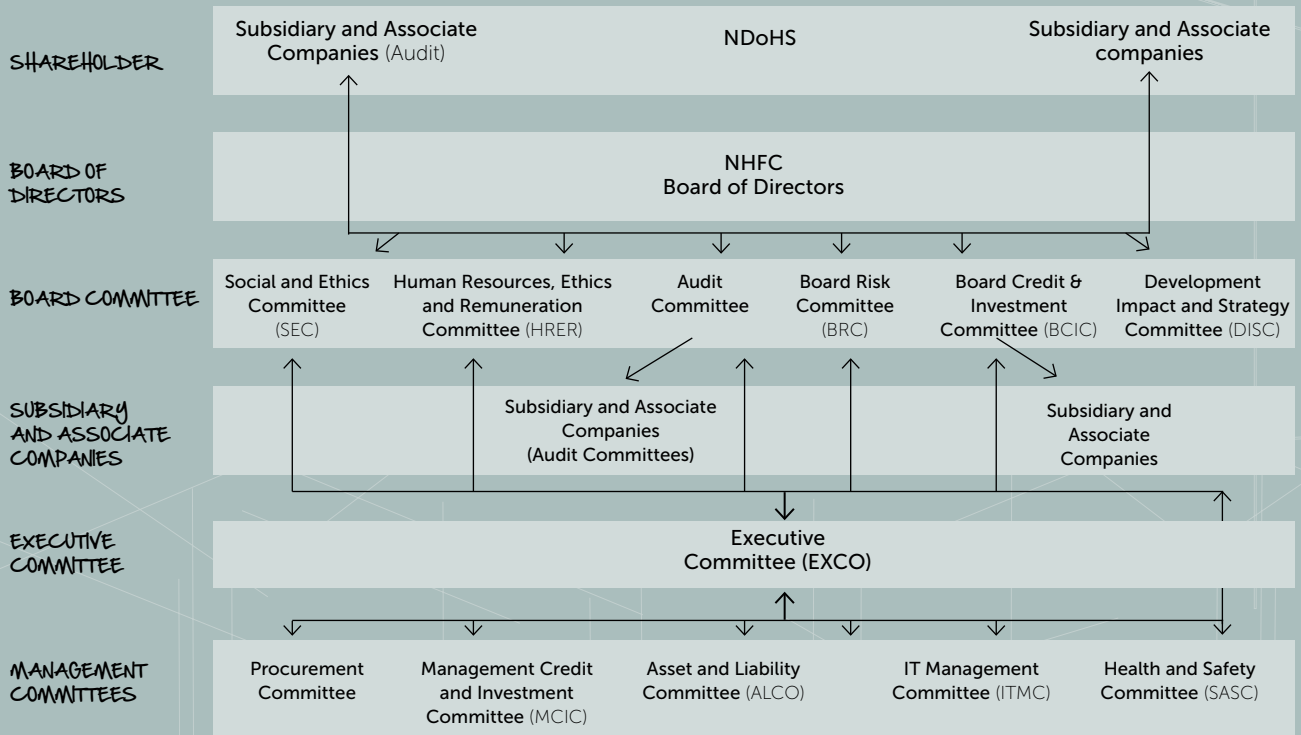 SHAREHOLDER
Subsidiary and Associate
Companies (Audit)
NDoHS
Subsidiary and Associate
companies
BOARD OF
DIRECTORS
NHFC
Board of Directors
BOARD COMMITTEE
Social and Ethics
Committee
(SEC)
Human Resources, Ethics
and Remuneration
Committee (HRER)
Audit
Committee
Board Risk
Committee
(BRC)
Board Credit &
Investment
Committee (BCIC)
Development
Impact and Strategy
Committee (DISC)
SUBSIDIARY
AND ASSOCIATE
COMPANIES
Subsidiary and Associate
Companies
(Audit Committees)
Subsidiary and
Associate
Companies
EXECUTIVE
COMMITTEE
Executive
Committee (EXCO)
MANAGEMENT
COMMITTEES
Procurement
Committee
Management Credit
and Investment
Committee (MCIC)
Asset and Liability
Committee (ALCO)
IT Management
Committee (ITMC)
Health and Safety
Committee (SASC)